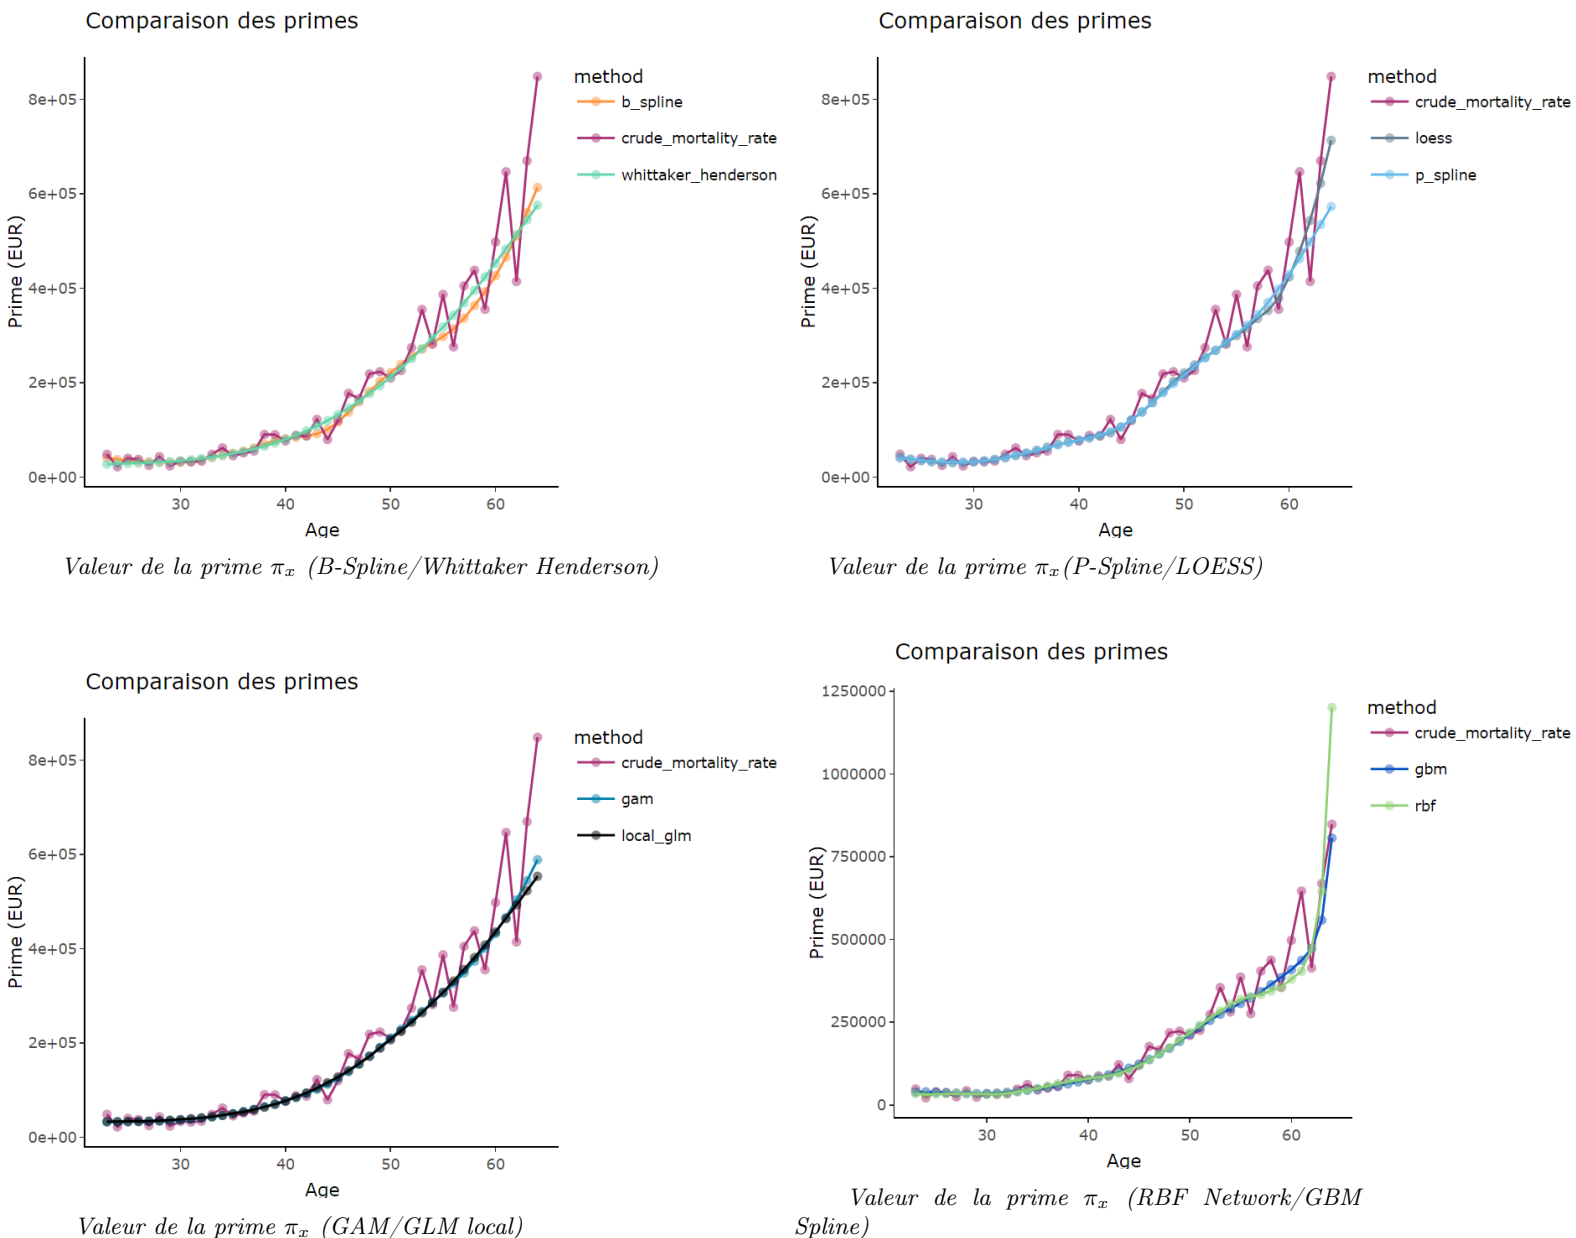 Comparaison des primes
Prime (EUR)
8e+05
6e+05
4e+05
2e+05
0e+00
30
40
50
60
Age
method
b_spline
crude_mortality_rate
whittaker_henderson
Valeur de la prime πx (B-Spline/Whittaker Henderson)
Comparaison des primes
Prime (EUR)
8e+05
6e+05
4e+05
2e+05
0e+00
30
40
50
60
Age
method
crude_mortality_rate
loess
p_spline
Valeur de la prime πx(P-Spline/LOESS)
Comparaison des primes
Prime (EUR)
8e+05
6e+05
4e+05
2e+05
0e+00
30
40
50
60
Age
method
crude_mortality_rate
gam
local_glm
Valeur de la prime πx (GAM/GLM local)
Comparaison des primes
Prime (EUR)
1250000
1000000
750000
500000
250000
0
30
40
50
60
Age
method
crude_mortality_rate
gbm
rbf
Valeur de la prime πx (RBF Network/GBM
Spline)